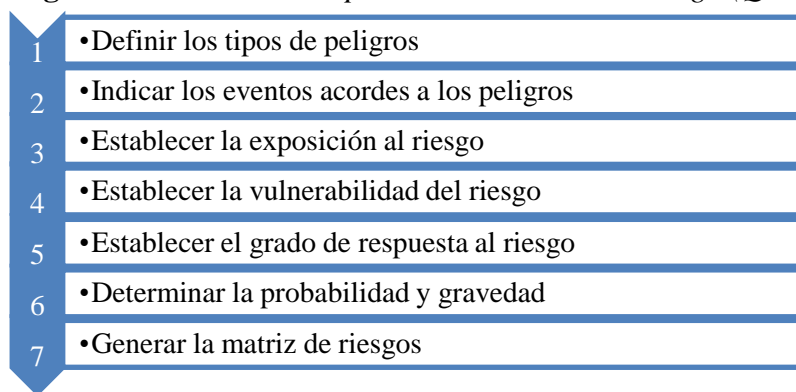 1 •Definir los tipos de peligros
2 •Indicar los eventos acordes a los peligros
3 •Establecer la exposición al riesgo
4 •Establecer la vulnerabilidad del riesgo
5 •Establecer el grado de respuesta al riesgo
6 •Determinar la probabilidad y gravedad
7 •Generar la matriz de riesgos